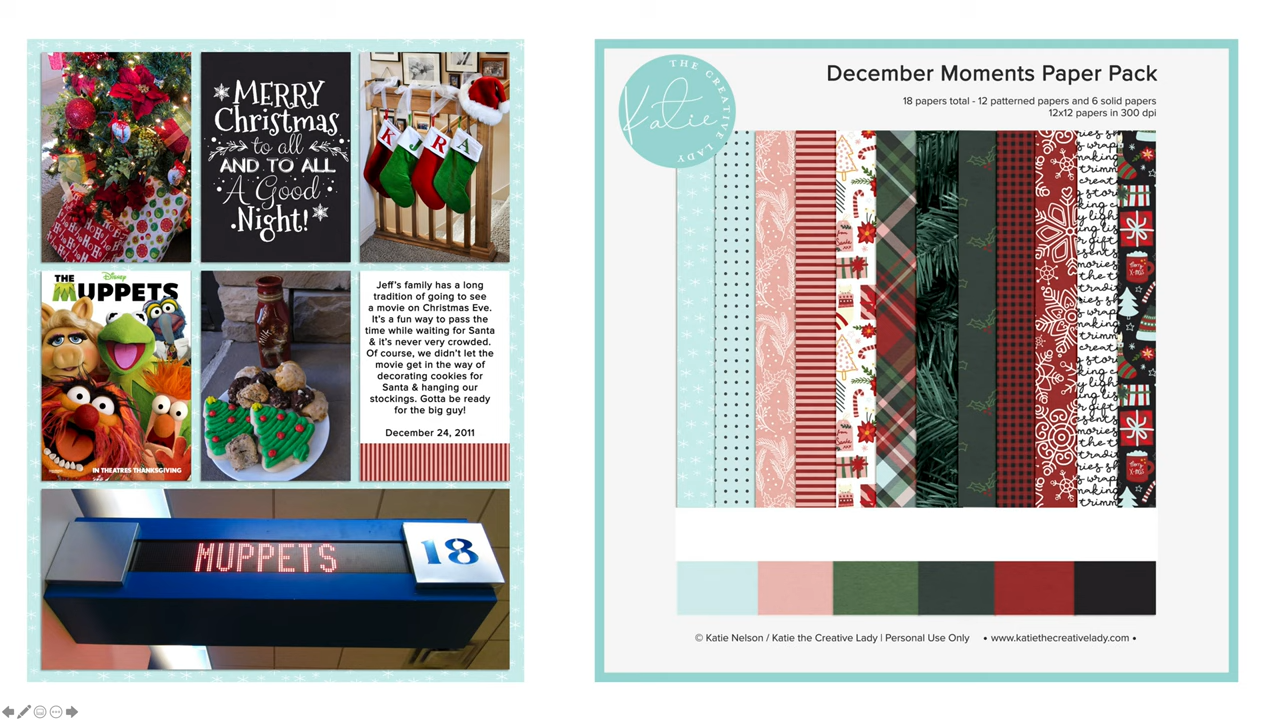 MERRY
Christmas
to all
AND TO ALL
A Good
Night!
K J R A
Ho Ho Ho
THE
Disney
MUPPETS
IN THEATRES THANKSGIVING
Jeff's family has a long
tradition of going to see
a movie on Christmas Eve.
It's a fun way to pass the
time while waiting for Santa
& it's never very crowded.
Of course, we didn't let the
movie get in the way of
decorating cookies for
Santa & hanging our
stockings. Gotta be ready
for the big guy!
December 24, 2011
MUPPETS
18
THE CREATIVE LADY
Katie
December Moments Paper Pack
18 papers total - 12 patterned papers and 6 solid papers
12x12 papers in 300 dpi
© Katie Nelson / Katie the Creative Lady | Personal Use Only • www.katiethecreativelady.com •